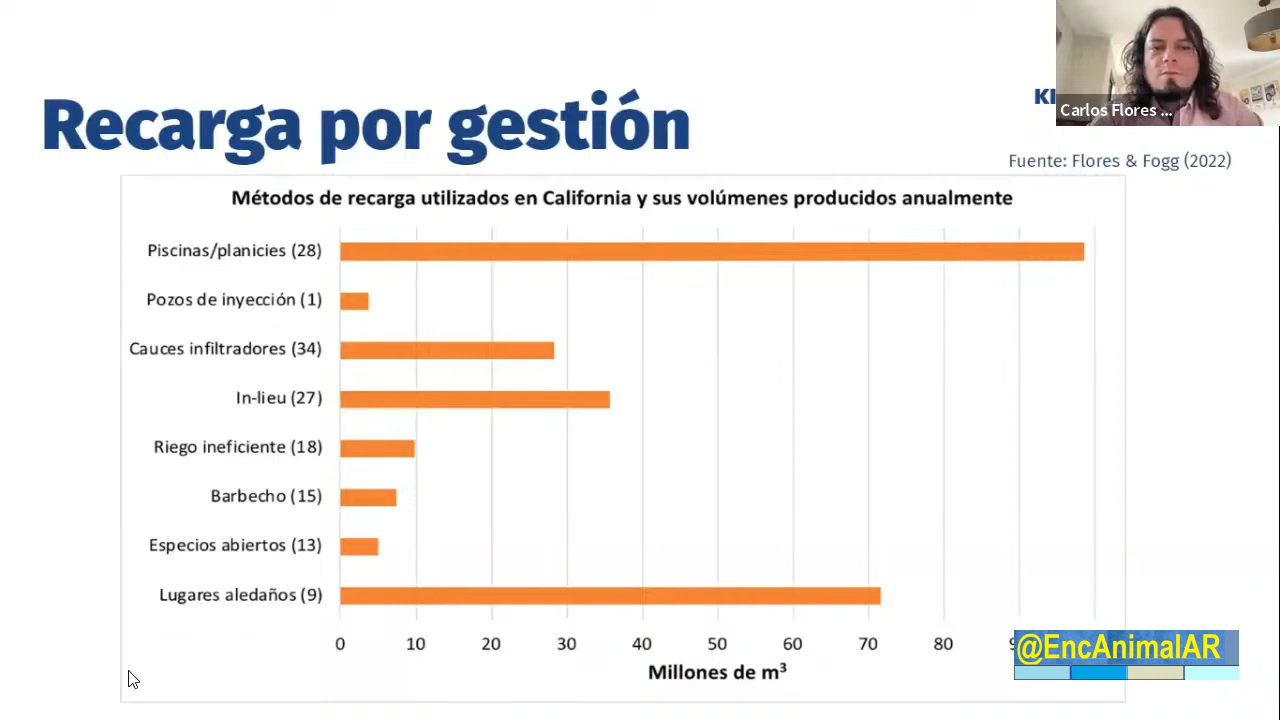 Recarga por gestión
Carlos Flores ...
Fuente: Flores & Fogg (2022)
Métodos de recarga utilizados en California y sus volúmenes producidos anualmente
Piscinas/planicies (28)
Pozos de inyección (1)
Cauces infiltradores (34)
In-lieu (27)
Riego ineficiente (18)
Barbecho (15)
Especios abiertos (13)
Lugares aledaños (9)
0 10 20 30 40 50 60 70 80
@EncAnimalAR
Millones de m³